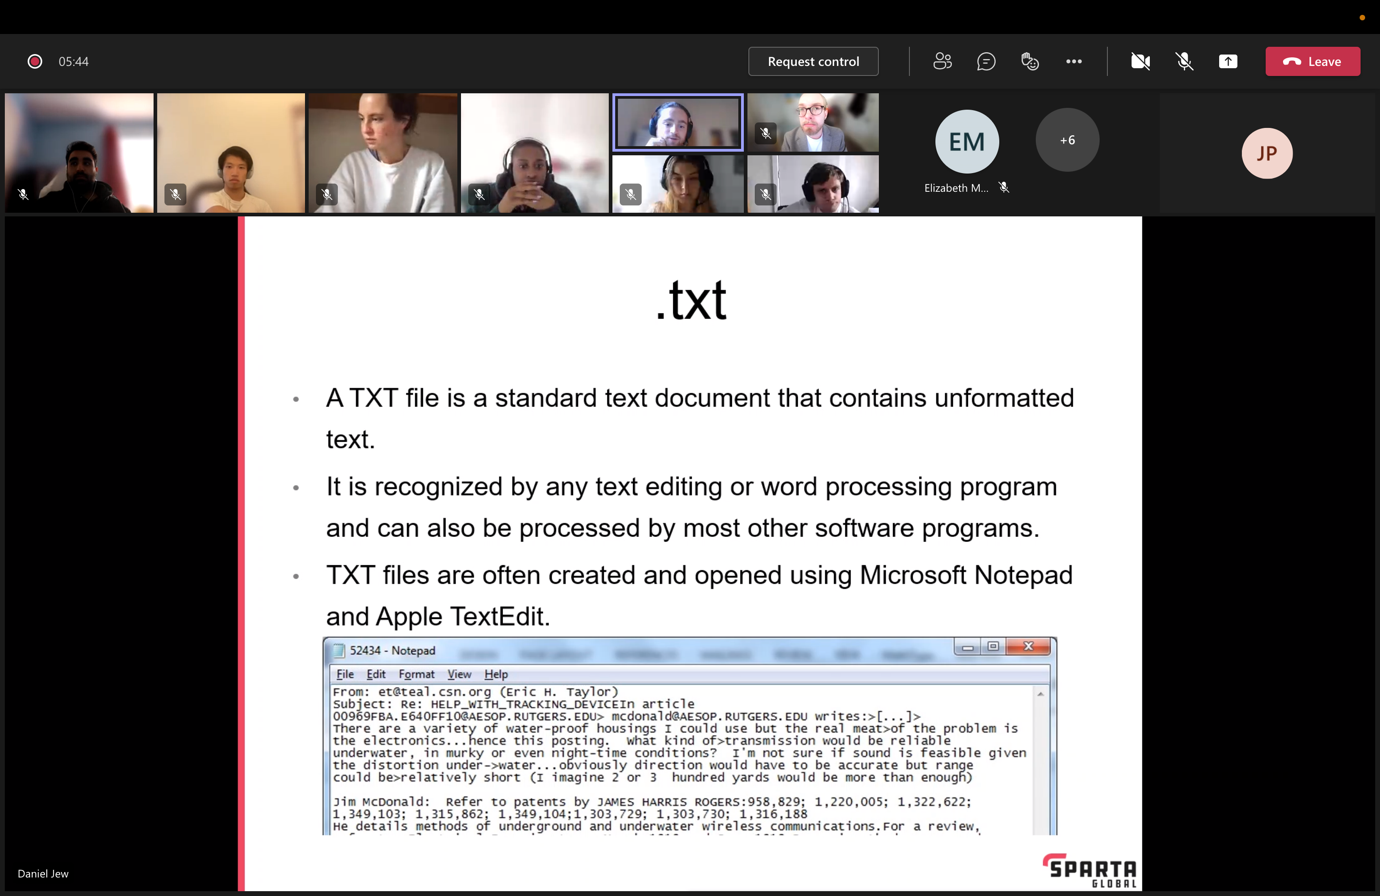 05:44
Request control
Leave
EM
+6
JP
Elizabeth M...
.txt
• A TXT file is a standard text document that contains unformatted
text.
• It is recognized by any text editing or word processing program
and can also be processed by most other software programs.
• TXT files are often created and opened using Microsoft Notepad
and Apple TextEdit.
52434 - Notepad
File Edit Format View Help
From: et@teal.csn.org (Eric H. Taylor)
Subject: Re: HELP_WITH_TRACKING_DEVICEIn article
00969FBA.E640FF10@AESOP.RUTGERS.EDU> mcdonald@AESOP.RUTGERS.EDU writes:>[...]>
There are a variety of water-proof housings I could use but the real meat>of the problem is
the electronics...hence this posting.  What kind of>transmission would be reliable
underwater, in murky or even night-time conditions?  I'm not sure if sound is feasible given
the distortion under->water...obviously direction would have to be accurate but range
could be>relatively short (I imagine 2 or 3  hundred yards would be more than enough)
Jim McDonald:  Refer to patents by JAMES HARRIS ROGERS:958,829; 1,220,005; 1,322,622;
1,349,103; 1,315,862; 1,349,104;1,303,729; 1,303,730; 1,316,188
He details methods of underground and underwater wireless communications.For a review,
SPARTA
GLOBAL
Daniel Jew